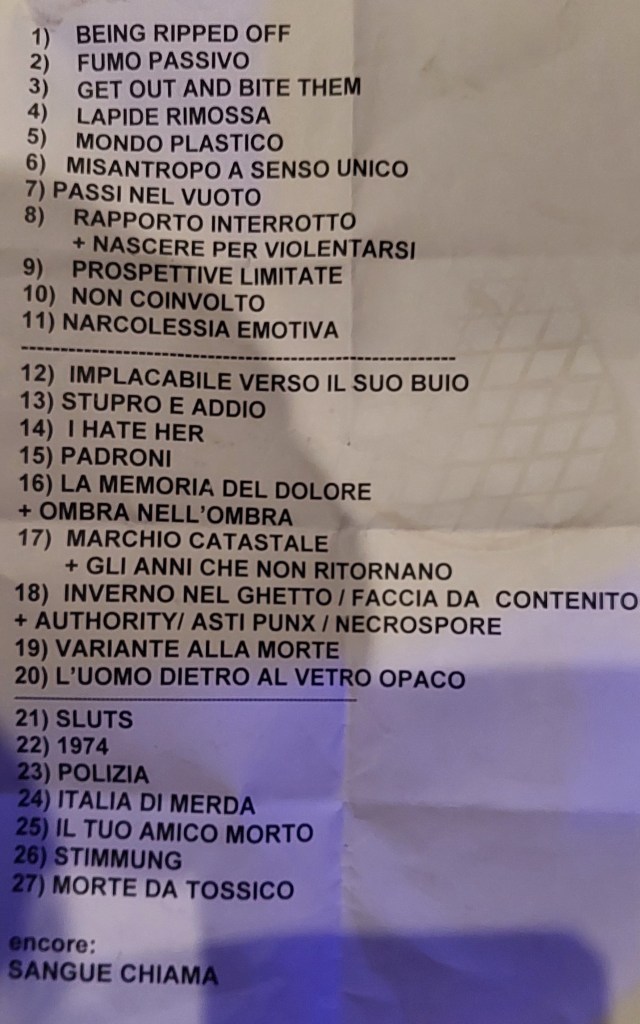 1) BEING RIPPED OFF
2) FUMO PASSIVO
3) GET OUT AND BITE THEM
4) LAPIDE RIMOSSA
5) MONDO PLASTICO
6) MISANTROPO A SENSO UNICO
7) PASSI NEL VUOTO
8) RAPPORTO INTERROTTO
+ NASCERE PER VIOLENTARSI
9) PROSPETTIVE LIMITATE
10) NON COINVOLTO
11) NARCOLESSIA EMOTIVA
12) IMPLACABILE VERSO IL SUO BUIO
13) STUPRO E ADDIO
14) I HATE HER
15) PADRONI
16) LA MEMORIA DEL DOLORE
+ OMBRA NELL'OMBRA
17) MARCHIO CATASTALE
+ GLI ANNI CHE NON RITORNANO
18) INVERNO NEL GHETTO / FACCIA DA CONTENITO
+ AUTHORITY/ ASTI PUNX / NECROSPORE
19) VARIANTE ALLA MORTE
20) L'UOMO DIETRO AL VETRO OPACO
21) SLUTS
22) 1974
23) POLIZIA
24) ITALIA DI MERDA
25) IL TUO AMICO MORTO
26) STIMMUNG
27) MORTE DA TOSSICO
encore:
SANGUE CHIAMA